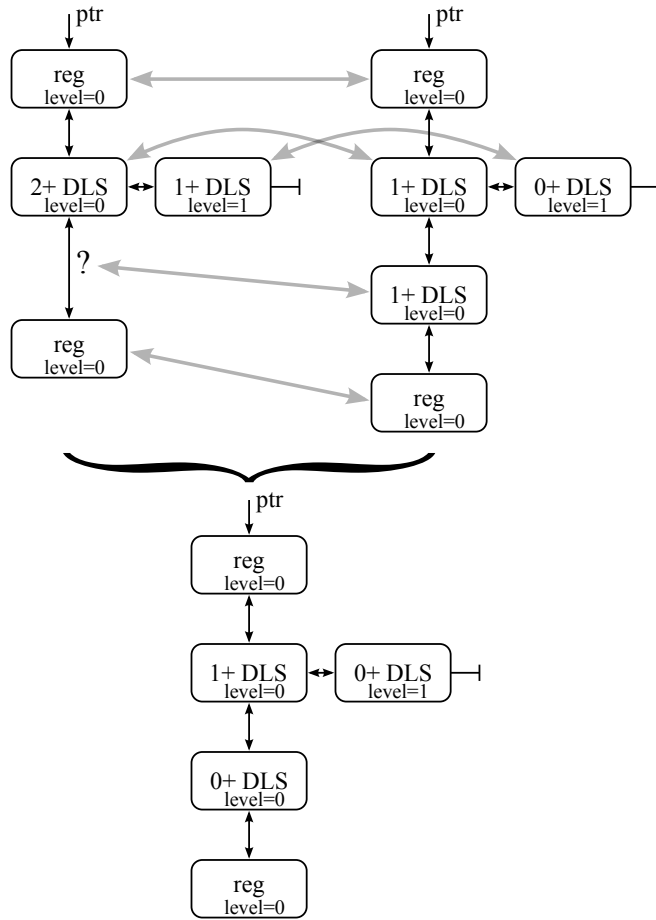 ptr
reg
level=0
2+ DLS
level=0
1+ DLS
level=1
?
reg
level=0
ptr
reg
level=0
1+ DLS
level=0
0+ DLS
level=1
1+ DLS
level=0
reg
level=0
ptr
reg
level=0
1+ DLS
level=0
0+ DLS
level=1
0+ DLS
level=0
reg
level=0